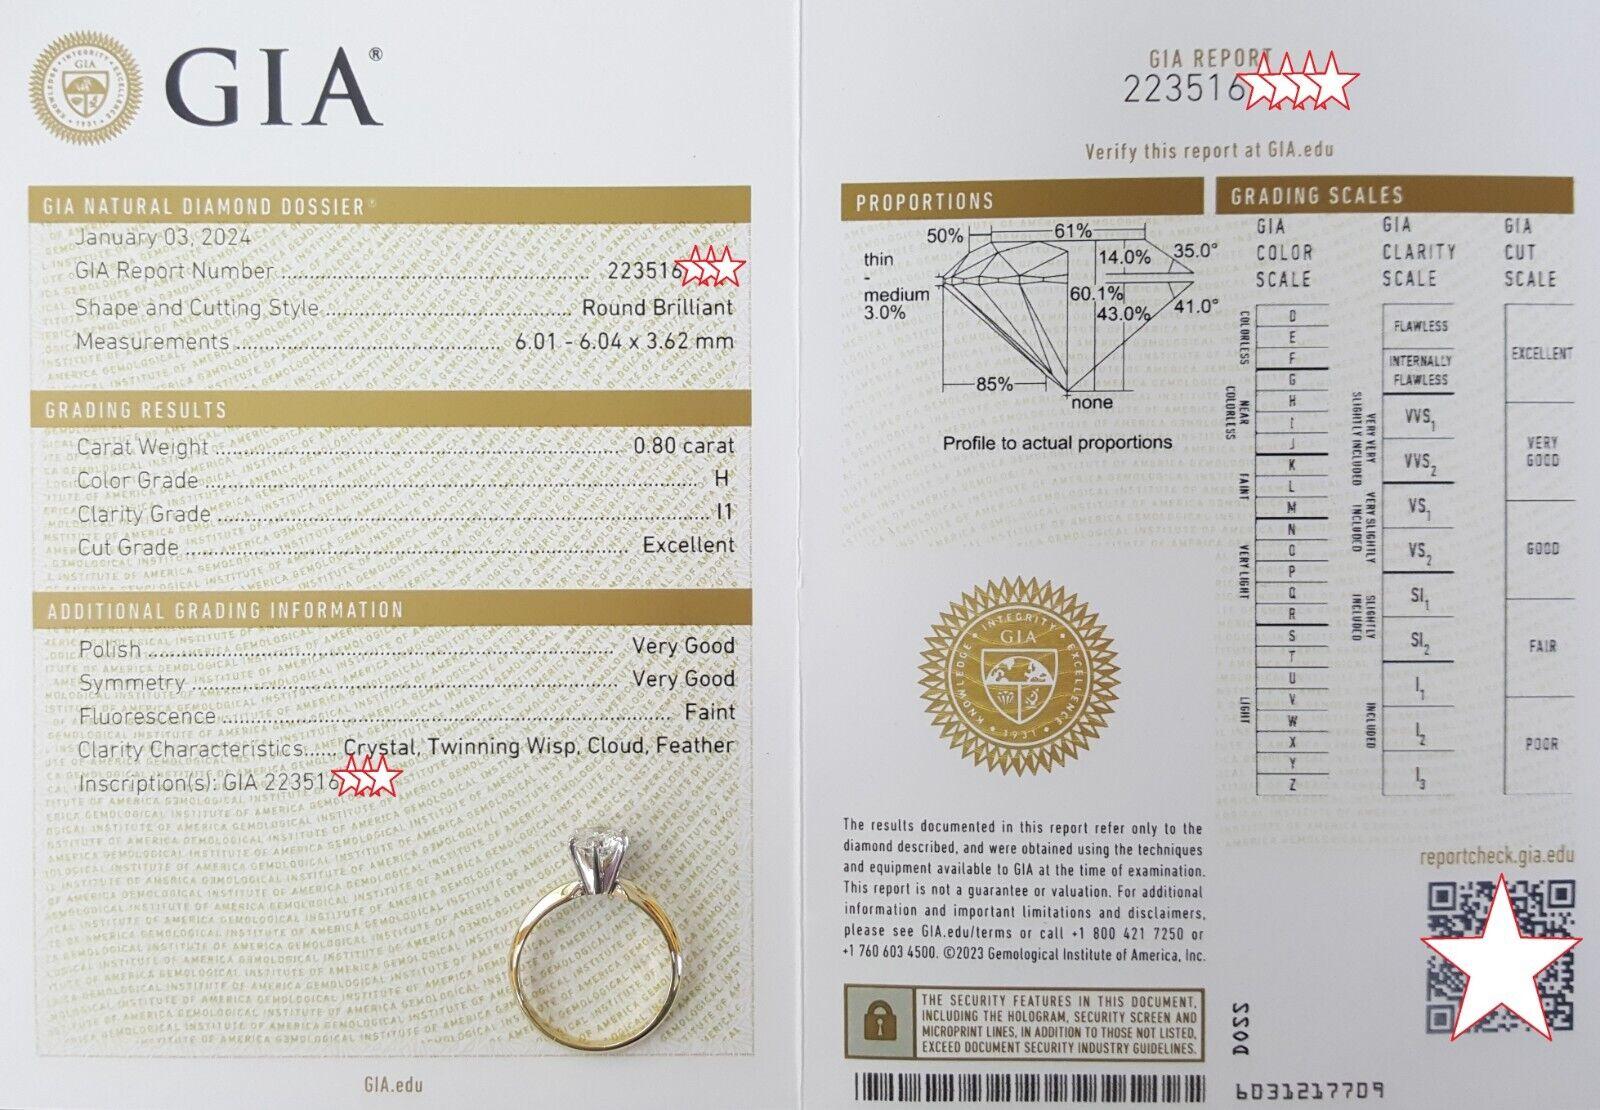 GIA®
GIA NATURAL DIAMOND DOSSIER®
January 03, 2024
GIA Report Number 223516
Shape and Cutting Style Round Brilliant
Measurements 6.01 - 6.04 x 3.62 mm
GRADING RESULTS
Carat Weight 0.80 carat
Color Grade H
Clarity Grade I1
Cut Grade Excellent
ADDITIONAL GRADING INFORMATION
Polish Very Good
Symmetry Very Good
Fluorescence Faint
Clarity Characteristics Crystal, Twinning Wisp, Cloud, Feather
Inscription(s): GIA 223516
GIA.edu
GIA REPORT
223516
Verify this report at GIA.edu
PROPORTIONS
50%
61%
thin
-
medium
3.0%
14.0%
35.0°
60.1%
43.0%
41.0°
85%
none
Profile to actual proportions
INTEGRITY
GIA
KNOWLEDGE
EXCELLENCE
1931
The results documented in this report refer only to the
diamond described, and were obtained using the techniques
and equipment available to GIA at the time of examination.
This report is not a guarantee or valuation. For additional
information and important limitations and disclaimers,
please see GIA.edu/terms or call +1 800 421 7250 or
+1 760 603 4500. ©2023 Gemological Institute of America, Inc.
THE SECURITY FEATURES IN THIS DOCUMENT,
INCLUDING THE HOLOGRAM, SECURITY SCREEN AND
MICROPRINT LINES, IN ADDITION TO THOSE NOT LISTED,
EXCEED DOCUMENT SECURITY INDUSTRY GUIDELINES.
GRADING SCALES
GIA
COLOR
SCALE
COLORLESS
D
E
F
NEAR
COLORLESS
G
H
I
J
FAINT
K
L
M
VERY LIGHT
N
O
P
Q
R
LIGHT
S
T
U
V
W
X
Y
Z
GIA
CLARITY
SCALE
FLAWLESS
INTERNALLY
FLAWLESS
VERY VERY
SLIGHTLY INCLUDED
VVS1
VVS2
VERY SLIGHTLY
INCLUDED
VS1
VS2
SLIGHTLY
INCLUDED
SI1
SI2
INCLUDED
I1
I2
I3
GIA
CUT
SCALE
EXCELLENT
VERY
GOOD
GOOD
FAIR
POOR
reportcheck.gia.edu
DOS2
6031217709